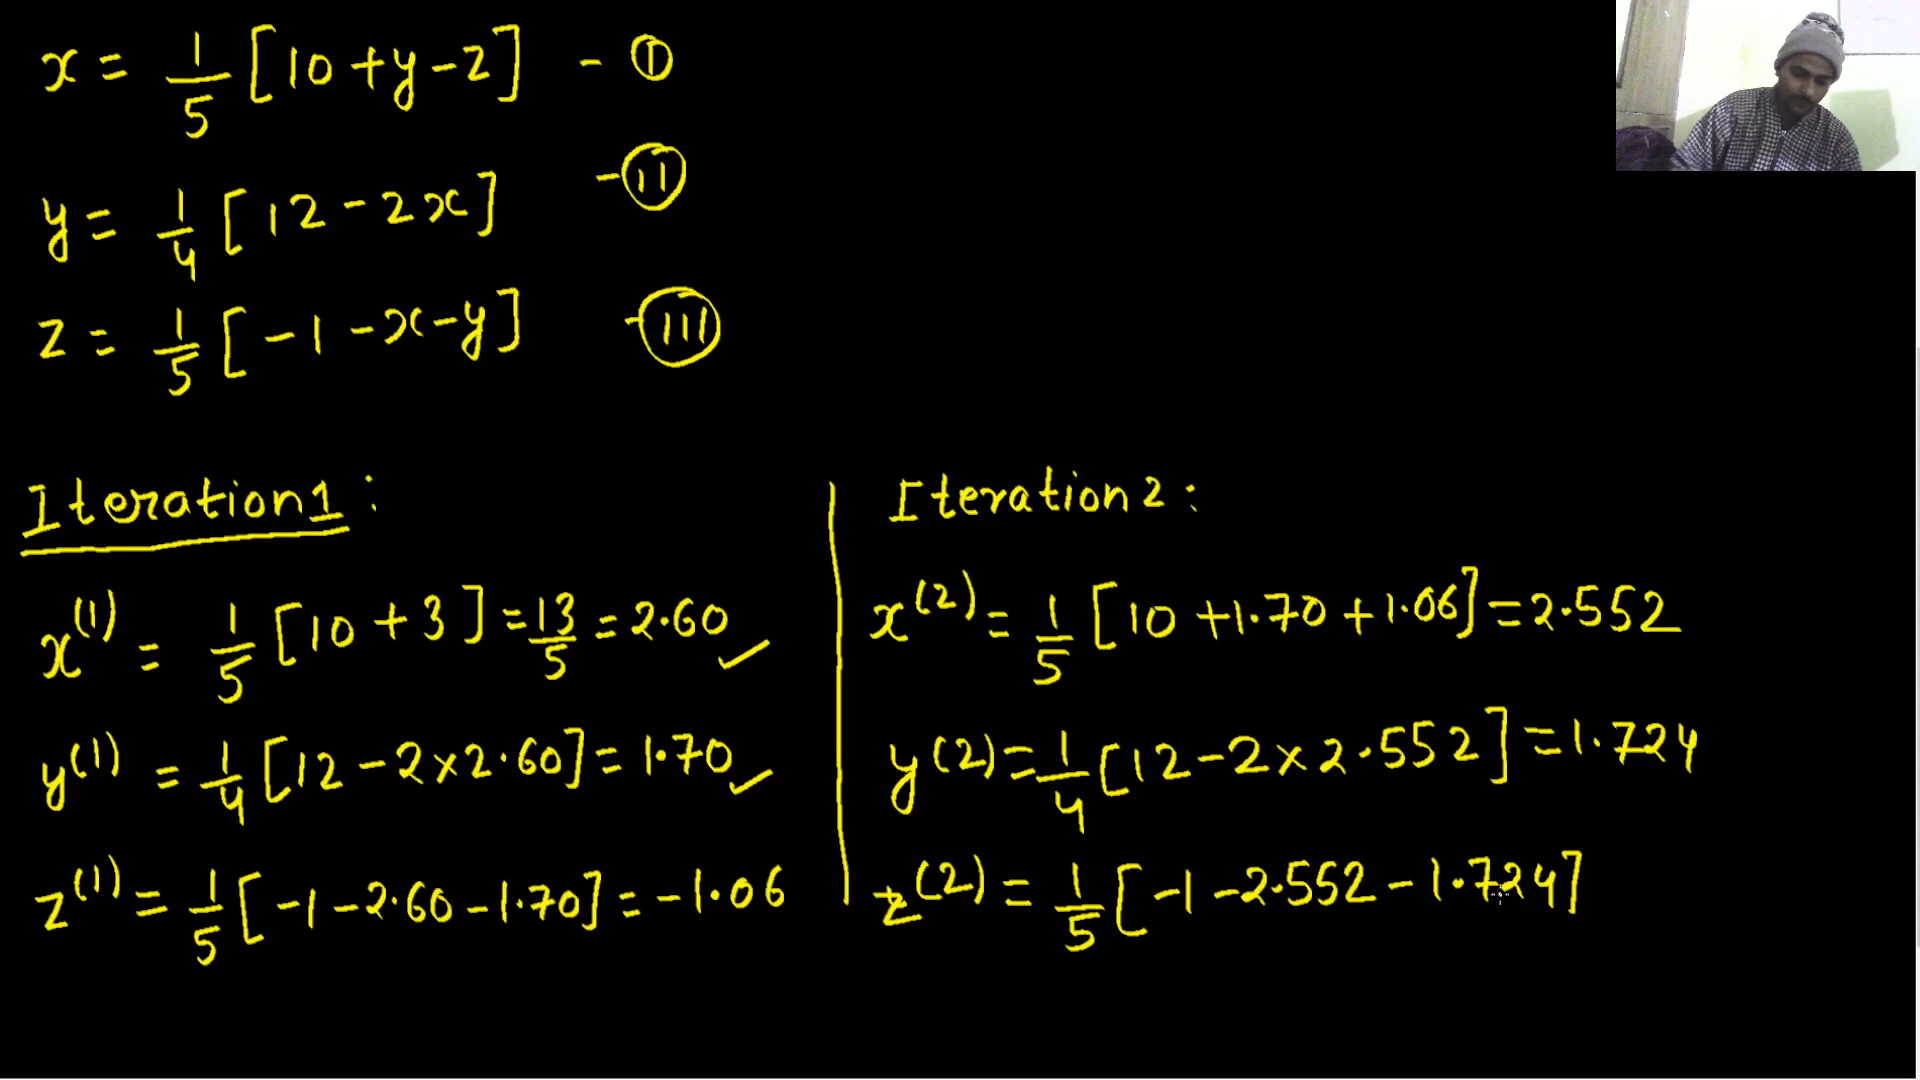 x = 1/5 [10 + y - z] - (I)
y = 1/4 [12 - 2x] - (II)
z = 1/5 [-1 - x - y] - (III)
Iteration 1 :
x^(1) = 1/5 [10 + 3] = 13/5 = 2.60 ✓
y^(1) = 1/4 [12 - 2×2.60] = 1.70 ✓
z^(1) = 1/5 [-1 - 2.60 - 1.70] = -1.06
Iteration 2 :
x^(2) = 1/5 [10 + 1.70 + 1.06] = 2.552
y^(2) = 1/4 [12 - 2 × 2.552] = 1.724
z^(2) = 1/5 [-1 - 2.552 - 1.724]